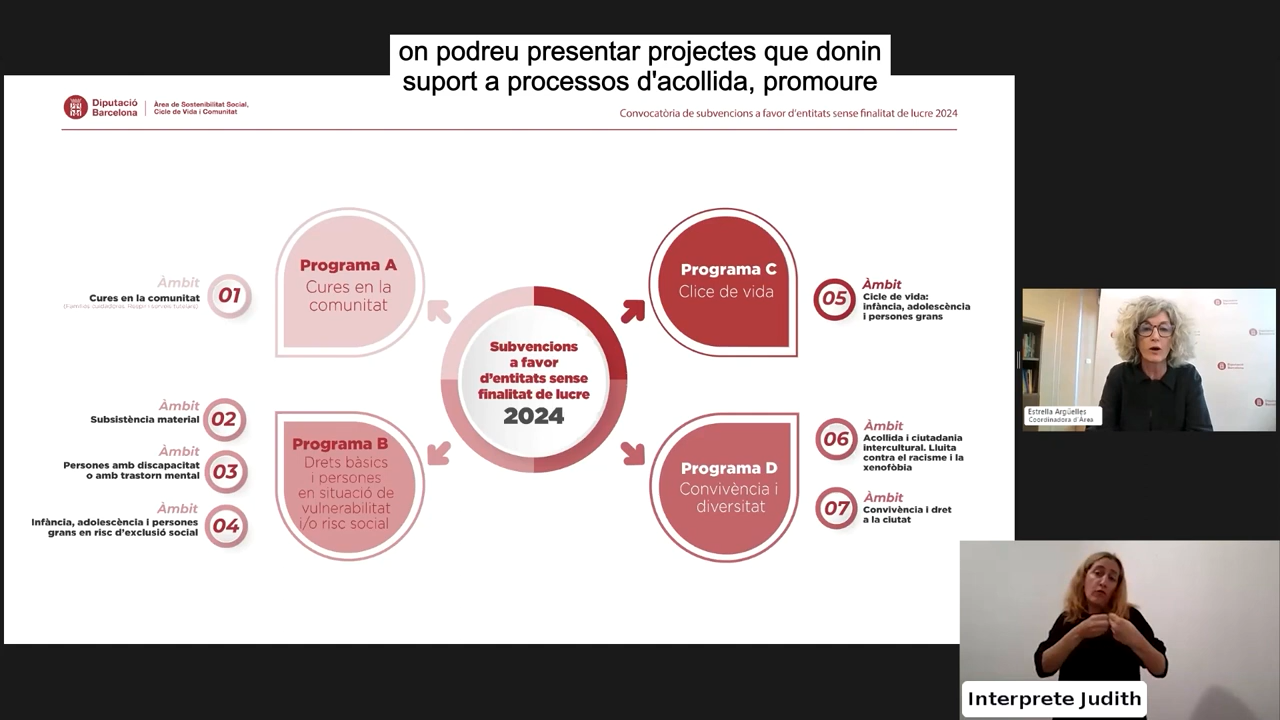 on podreu presentar projectes que donin
suport a processos d'acollida, promoure
Diputació
Barcelona
Àrea de Sostenibilitat Social,
Cicle de Vida i Comunitat
Convocatòria de subvencions a favor d'entitats sense finalitat de lucre 2024
Àmbit
Cures en la comunitat
01
Programa A
Cures en la
comunitat
Àmbit
Subsistència material
02
Àmbit
Persones amb discapacitat
o amb trastorn mental
03
Àmbit
Infància, adolescència i persones
grans en risc d'exclusió social
04
Programa B
Drets bàsics
i persones
en situació de
vulnerabilitat
i/o risc social
Subvencions
a favor
d'entitats sense
finalitat de lucre
2024
Programa C
Clice de vida
05
Àmbit
Cicle de vida:
infància, adolescència
i persones grans
Programa D
Convivència i
diversitat
06
Àmbit
Acollida i ciutadania
intercultural. Lluita
contra el racisme i la
xenofòbia
07
Àmbit
Convivència i dret
a la ciutat
Estrella Argüelles
Coordinadora d'Àrea
Interprete Judith